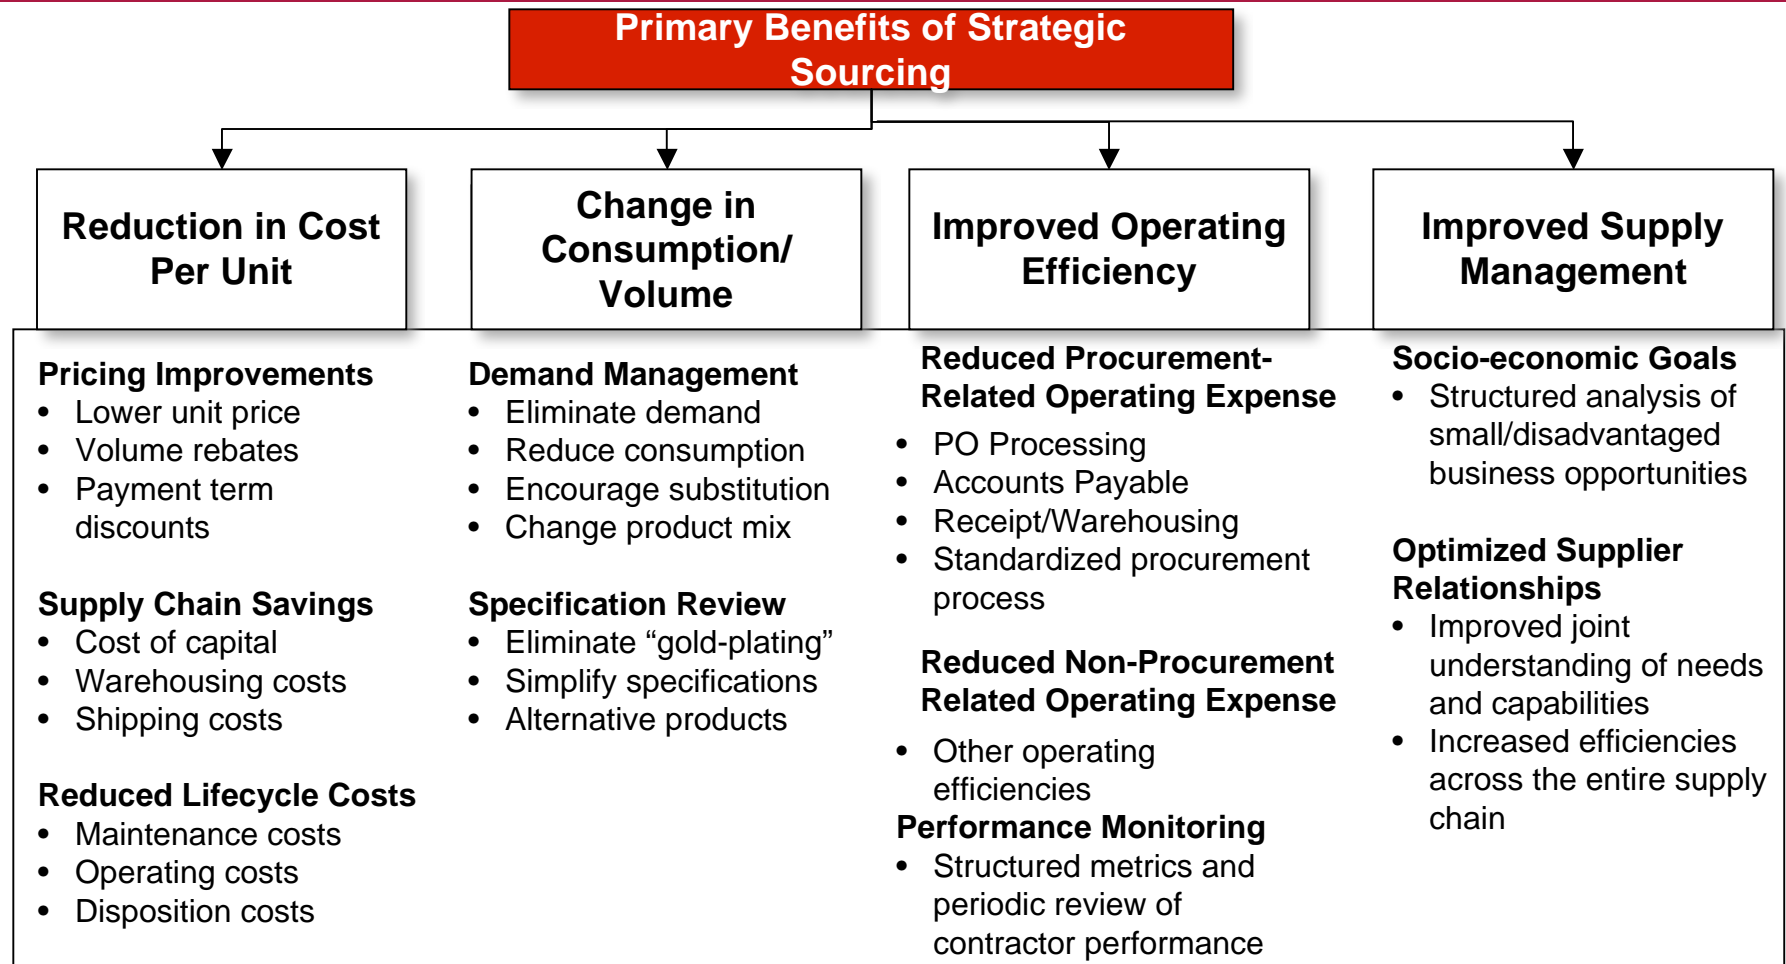 Primary Benefits of Strategic
Sourcing
Reduction in Cost
Per Unit
Change in
Consumption/
Volume
Improved Operating
Efficiency
Improved Supply
Management
Pricing Improvements
• Lower unit price
• Volume rebates
• Payment term
discounts
Supply Chain Savings
• Cost of capital
• Warehousing costs
• Shipping costs
Reduced Lifecycle Costs
• Maintenance costs
• Operating costs
• Disposition costs
Demand Management
• Eliminate demand
• Reduce consumption
• Encourage substitution
• Change product mix
Specification Review
• Eliminate “gold-plating”
• Simplify specifications
• Alternative products
Reduced Procurement-
Related Operating Expense
• PO Processing
• Accounts Payable
• Receipt/Warehousing
• Standardized procurement
process
Reduced Non-Procurement
Related Operating Expense
• Other operating
efficiencies
Performance Monitoring
• Structured metrics and
periodic review of
contractor performance
Socio-economic Goals
• Structured analysis of
small/disadvantaged
business opportunities
Optimized Supplier
Relationships
• Improved joint
understanding of needs
and capabilities
• Increased efficiencies
across the entire supply
chain